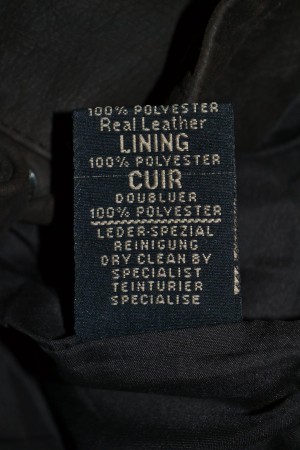 100% POLYESTER
Real Leather
LINING
100% POLYESTER
CUIR
DOUBLUER
100% POLYESTER
LEDER-SPEZIAL
REINIGUNG
DRY CLEAN BY
SPECIALIST
TEINTURIER
SPECIALISE